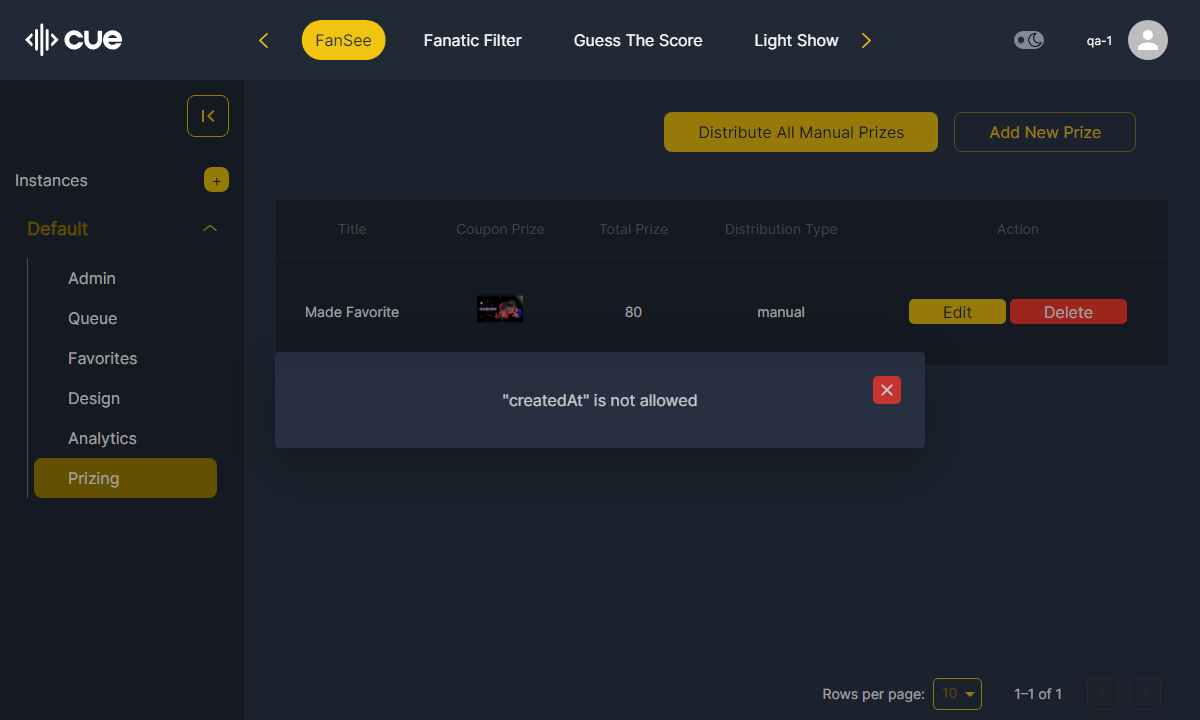 cue
FanSee
Fanatic Filter
Guess The Score
Light Show
qa-1
Distribute All Manual Prizes
Add New Prize
Instances
+
Default
Admin
Queue
Favorites
Design
Analytics
Prizing
Title Coupon Prize Total Prize Distribution Type Action
Made Favorite 80 manual Edit Delete
"createdAt" is not allowed
Rows per page: 10 1–1 of 1